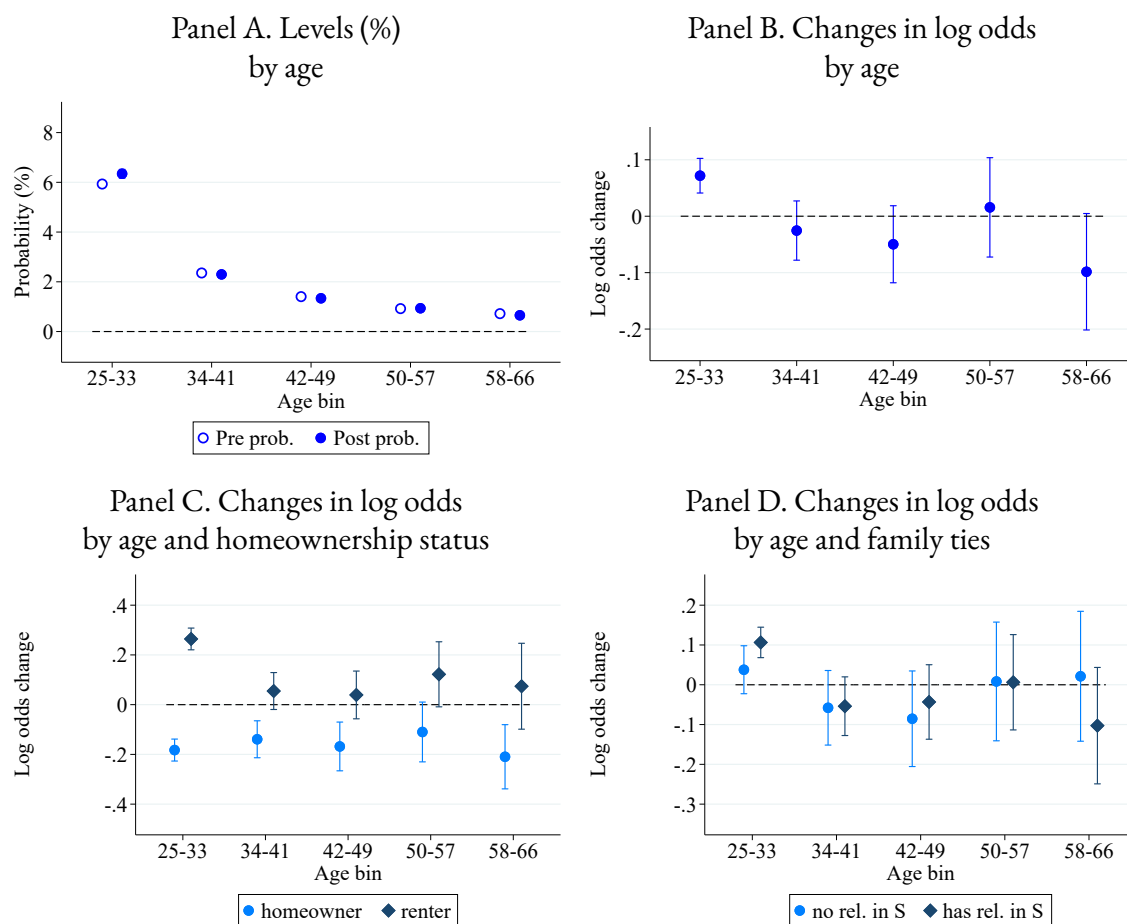 Panel A. Levels (%)
by age
Probability (%)
8
6
4
2
0
25-33
34-41
42-49
50-57
58-66
Age bin
Pre prob.
Post prob.
Panel B. Changes in log odds
by age
Log odds change
.1
0
-.1
-.2
25-33
34-41
42-49
50-57
58-66
Age bin
Panel C. Changes in log odds
by age and homeownership status
Log odds change
.4
.2
0
-.2
-.4
25-33
34-41
42-49
50-57
58-66
Age bin
homeowner
renter
Panel D. Changes in log odds
by age and family ties
Log odds change
.2
.1
0
-.1
-.2
-.3
25-33
34-41
42-49
50-57
58-66
Age bin
no rel. in S
has rel. in S